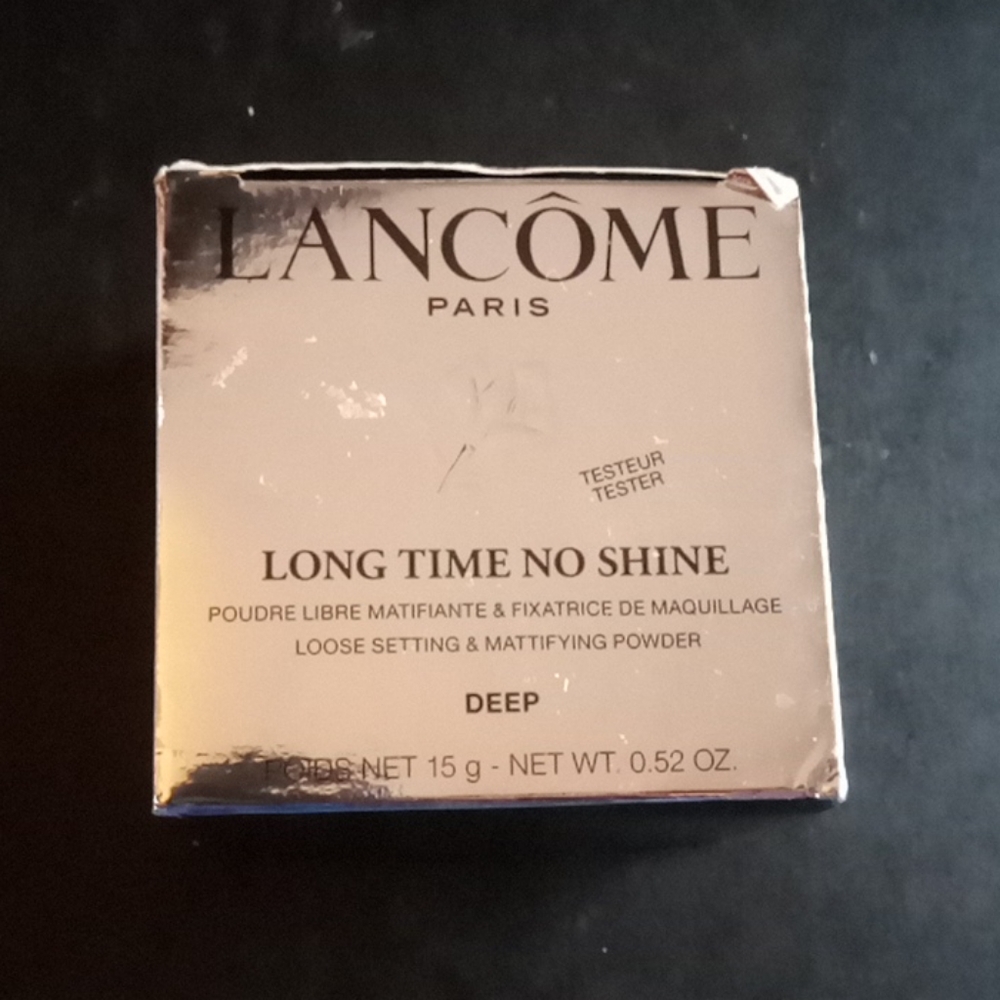 LANCÔME
PARIS
TESTEUR
TESTER
LONG TIME NO SHINE
POUDRE LIBRE MATIFIANTE & FIXATRICE DE MAQUILLAGE
LOOSE SETTING & MATTIFYING POWDER
DEEP
POIDS NET 15 g - NET WT. 0.52 OZ.